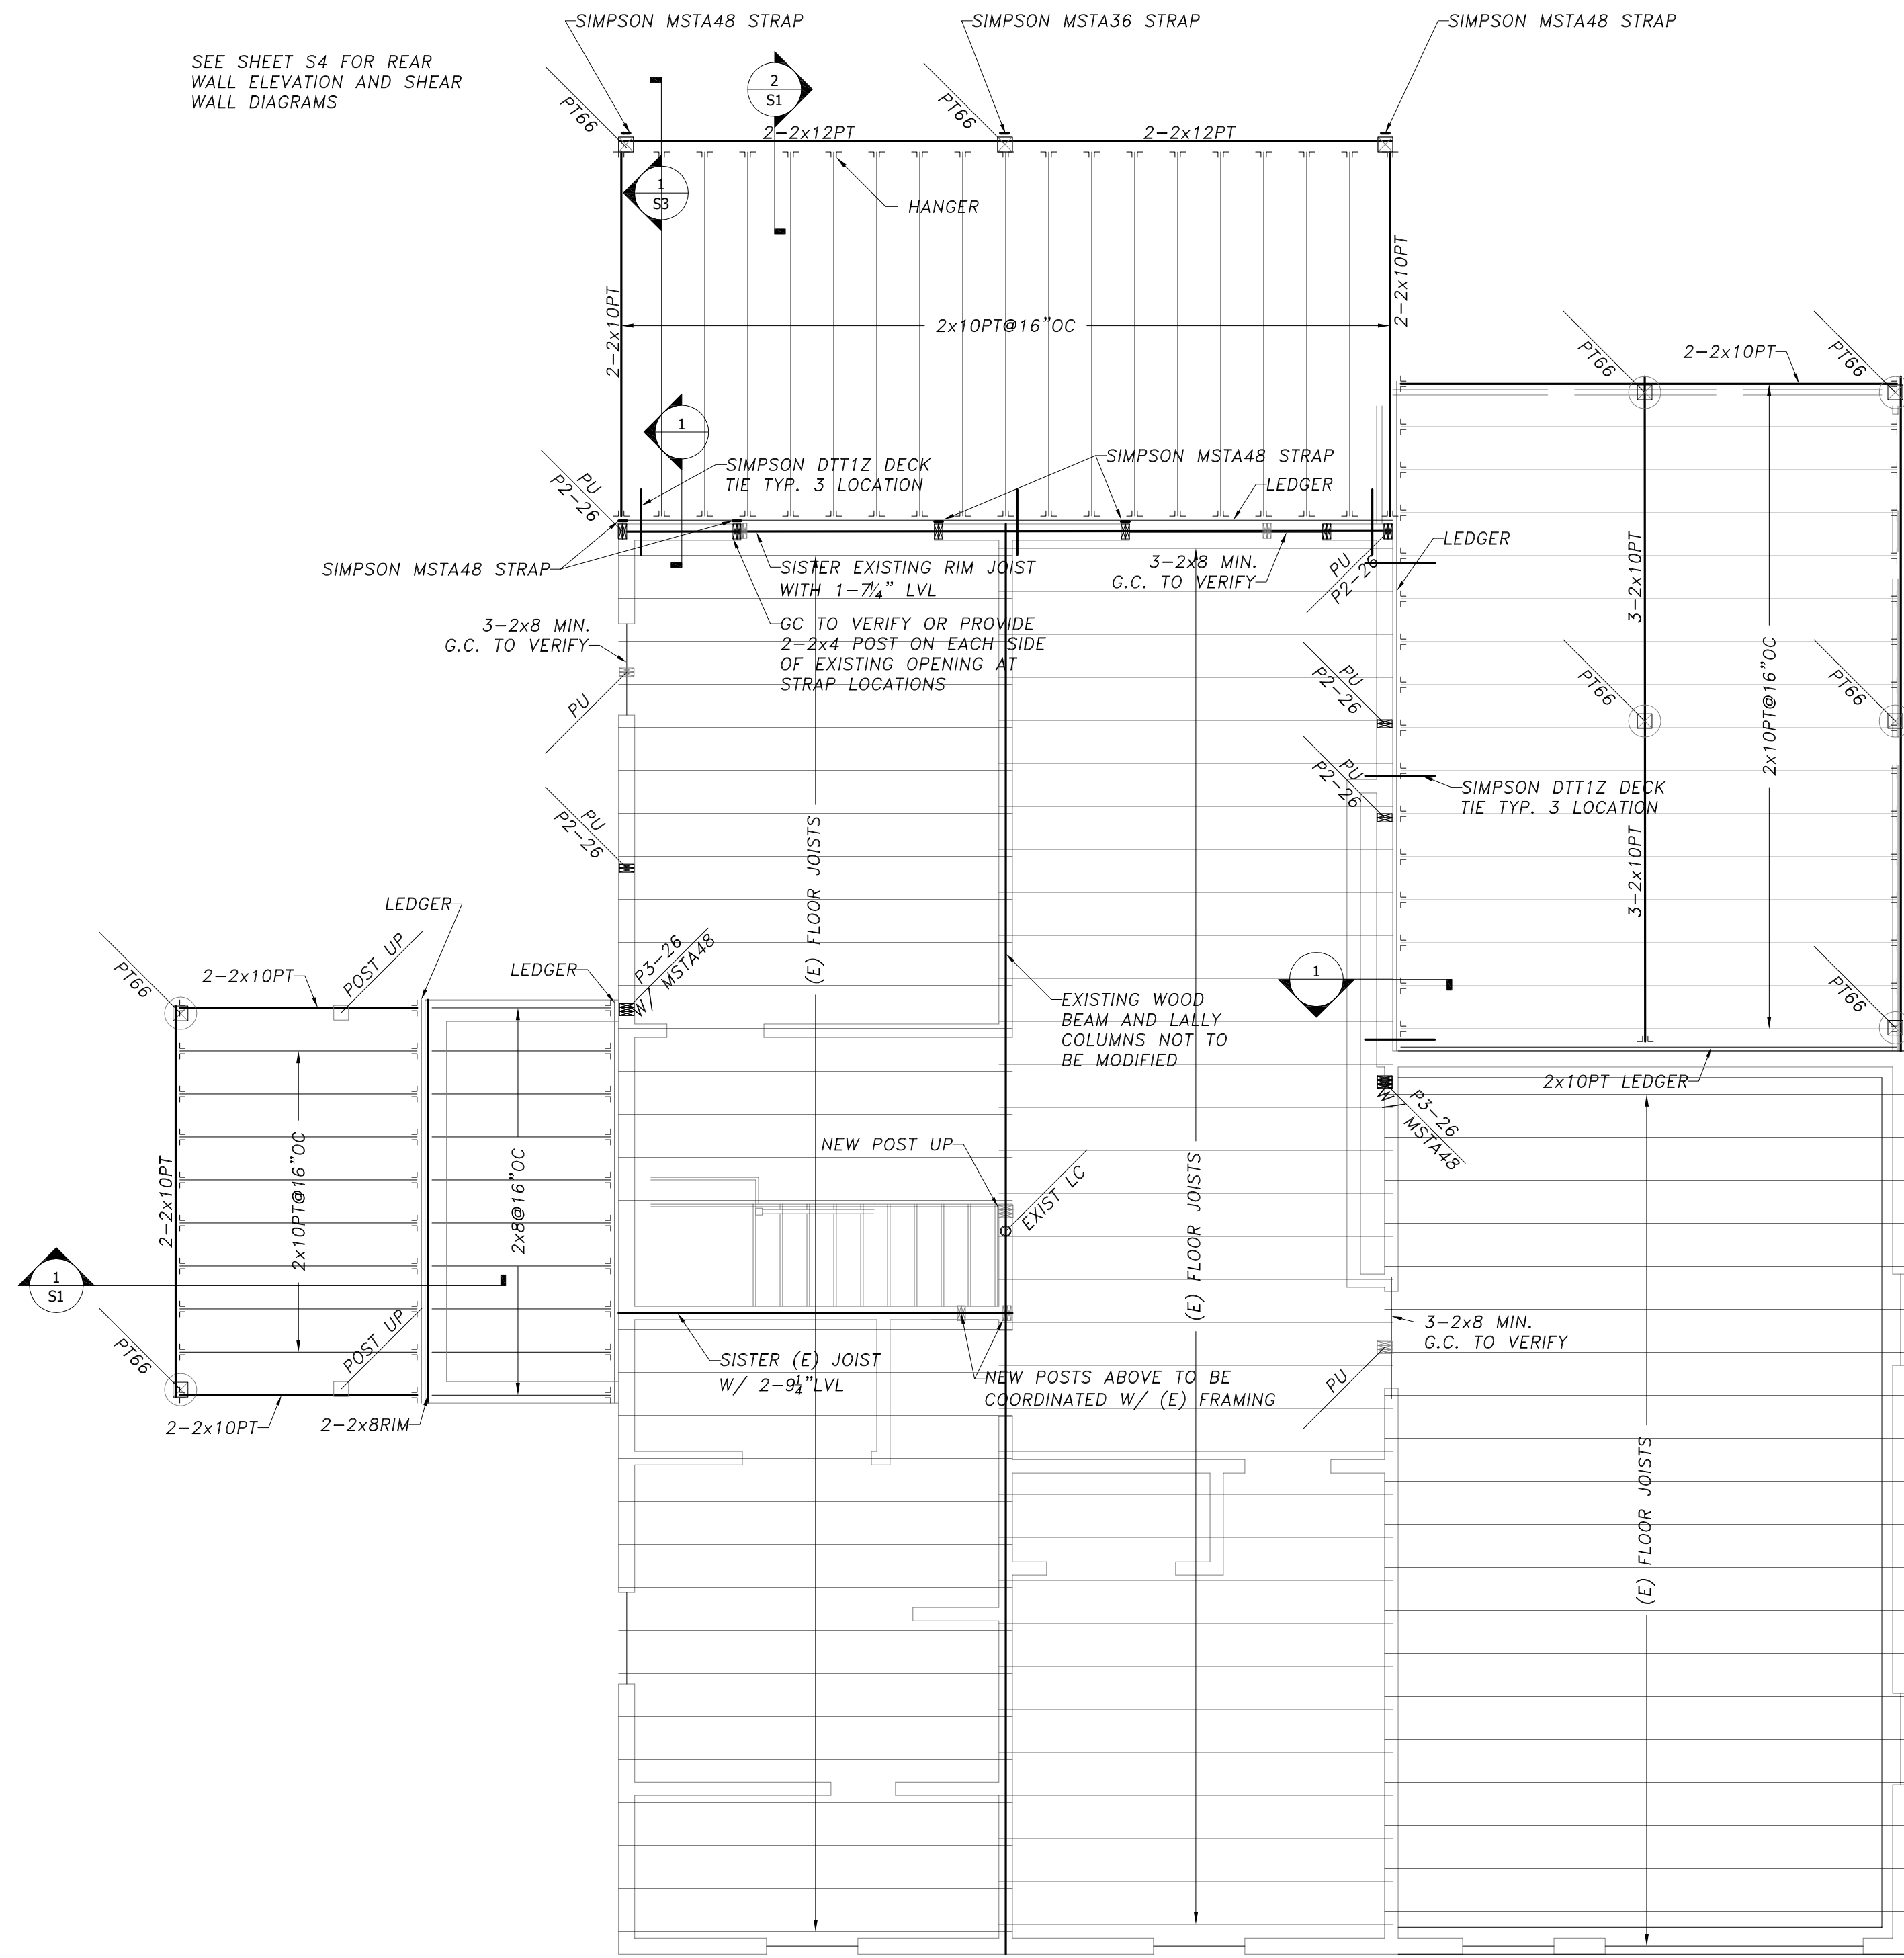 SIMPSON MSTA48 STRAP
SIMPSON MSTA36 STRAP
SIMPSON MSTA48 STRAP
SEE SHEET S4 FOR REAR
WALL ELEVATION AND SHEAR
WALL DIAGRAMS
PT66
2
S1
PT66
2-2x12PT
2-2x12PT
1
S3
HANGER
2-2x10PT
2-2x10PT
2x10PT@16"OC
PT66
2-2x10PT
PT66
1
SIMPSON DTT1Z DECK
TIE TYP. 3 LOCATION
SIMPSON MSTA48 STRAP
LEDGER
PU
P2-26
LEDGER
SIMPSON MSTA48 STRAP
SISTER EXISTING RIM JOIST
WITH 1-7¼" LVL
3-2x8 MIN.
G.C. TO VERIFY
PU
P2-26
3-2x10PT
3-2x8 MIN.
G.C. TO VERIFY
GC TO VERIFY OR PROVIDE
2-2x4 POST ON EACH SIDE
OF EXISTING OPENING AT
STRAP LOCATIONS
PU
PU
P2-26
PT66
PT66
2x10PT@16"OC
PU
P2-26
SIMPSON DTT1Z DECK
TIE TYP. 3 LOCATION
PU
P2-26
(E) FLOOR JOISTS
3-2x10PT
LEDGER
PT66
2-2x10PT
POST UP
LEDGER
P3-26
W/ MSTA48
1
EXISTING WOOD
BEAM AND LALLY
COLUMNS NOT TO
BE MODIFIED
PT66
2x10PT LEDGER
P3-26
W/ MSTA48
NEW POST UP
EXIST LC
2-2x10PT
2x10PT@16"OC
2x8@16"OC
(E) FLOOR JOISTS
1
S1
PT66
POST UP
SISTER (E) JOIST
W/ 2-9¼"LVL
NEW POSTS ABOVE TO BE
COORDINATED W/ (E) FRAMING
3-2x8 MIN.
G.C. TO VERIFY
PU
2-2x10PT
2-2x8RIM
(E) FLOOR JOISTS